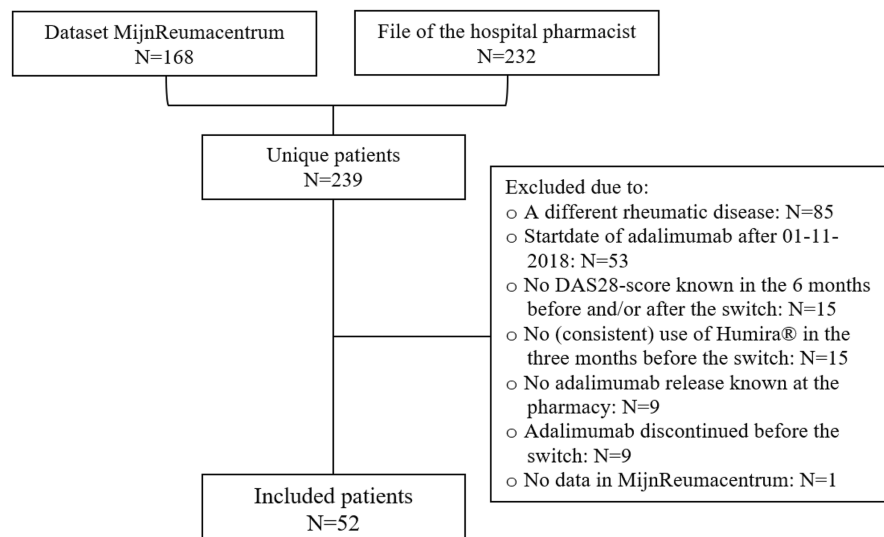 Dataset MijnReumacentrum
N=168
File of the hospital pharmacist
N=232
Unique patients
N=239
Excluded due to:
o A different rheumatic disease: N=85
o Startdate of adalimumab after 01-11-
2018: N=53
o No DAS28-score known in the 6 months
before and/or after the switch: N=15
o No (consistent) use of Humira® in the
three months before the switch: N=15
o No adalimumab release known at the
pharmacy: N=9
o Adalimumab discontinued before the
switch: N=9
o No data in MijnReumacentrum: N=1
Included patients
N=52